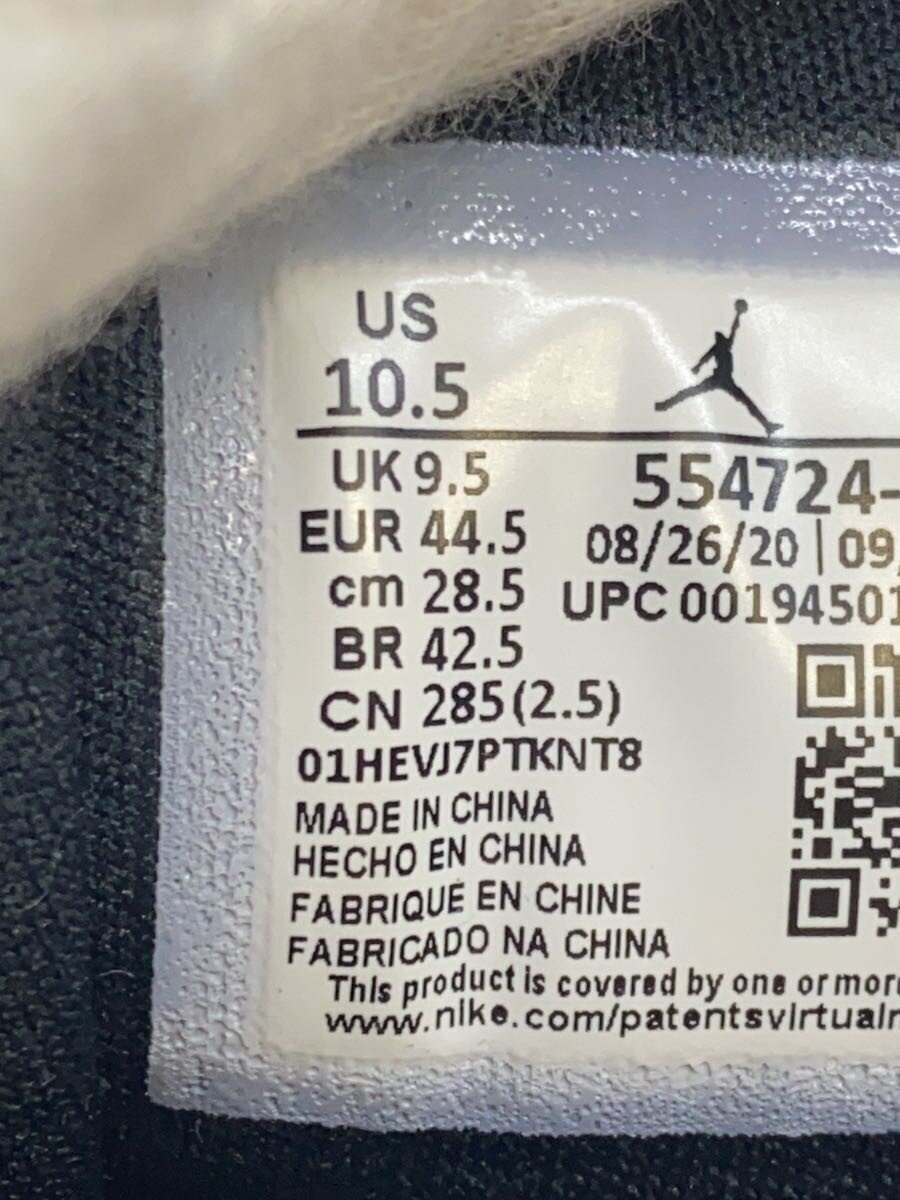 US
10.5
UK 9.5
EUR 44.5
cm 28.5
BR 42.5
CN 285(2.5)
01HEVJ7PTKNT8
554724-
08/26/20 | 09
UPC 00194501
MADE IN CHINA
HECHO EN CHINA
FABRIQUE EN CHINE
FABRICADO NA CHINA
This product is covered by one or more
www.nike.com/patentsvirtual